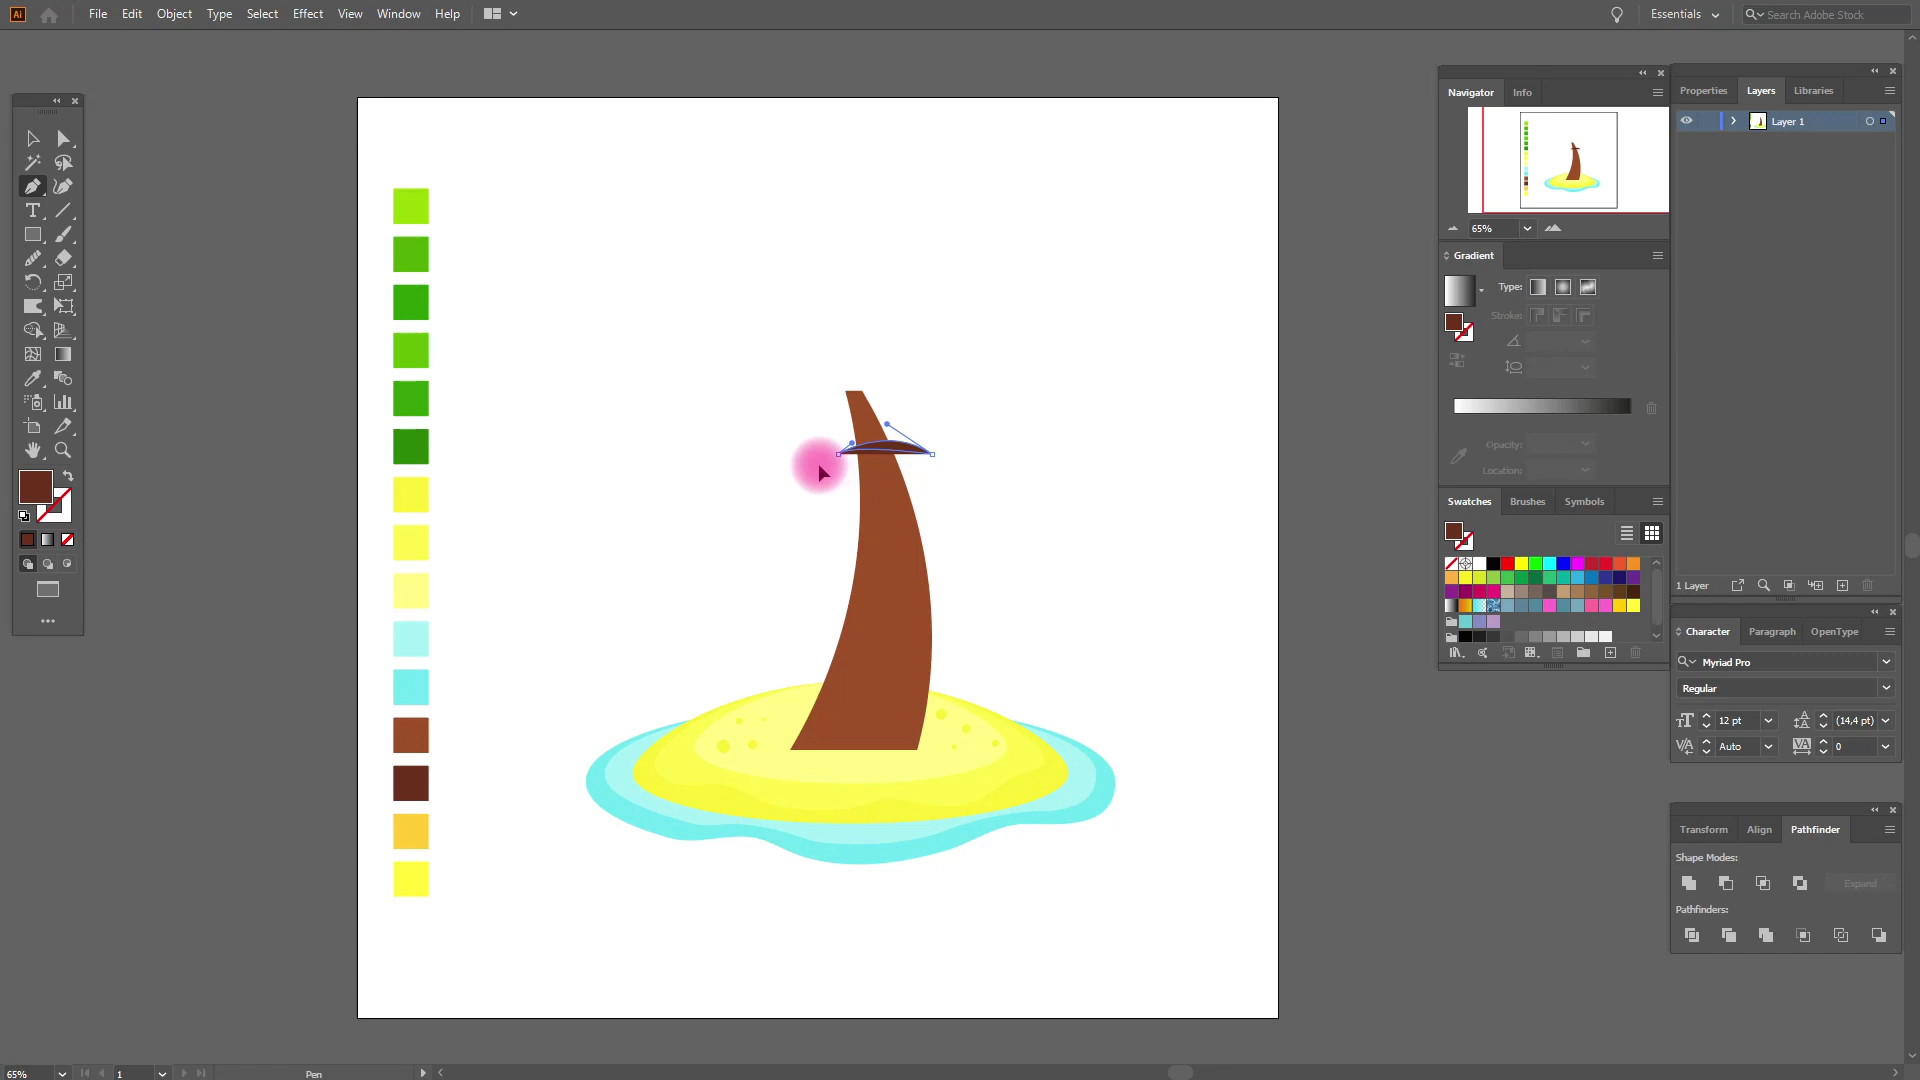 Ai File Edit Object Type Select Effect View Window Help Essentials Search Adobe Stock
Navigator Info
Properties Layers Libraries
Layer 1
65%
Gradient
Type:
Stroke:
Opacity:
Location:
Swatches Brushes Symbols
1 Layer
Character Paragraph OpenType
Myriad Pro
Regular
12 pt (14,4 pt)
Auto 0
Transform Align Pathfinder
Shape Modes:
Expand
Pathfinders:
65% 1 Pen